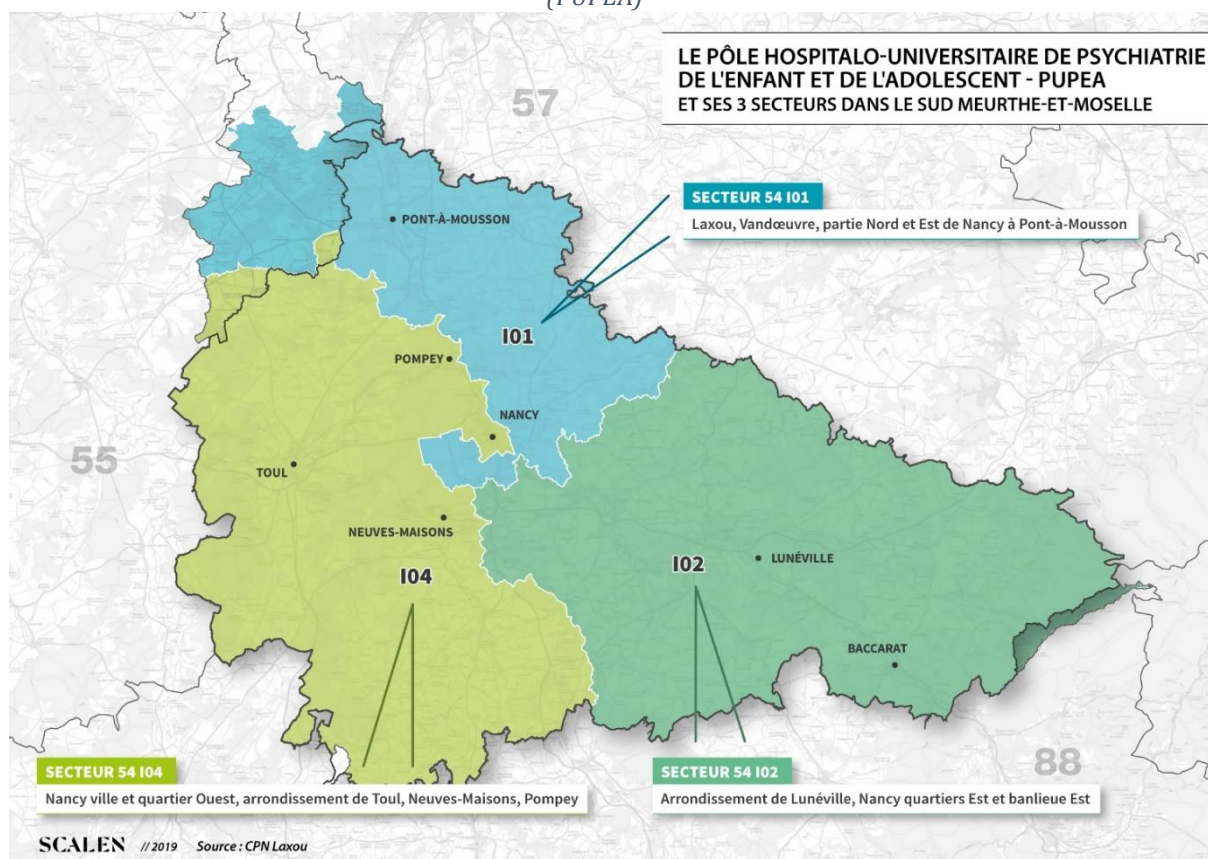 (PUPEA)
LE PÔLE HOSPITALO-UNIVERSITAIRE DE PSYCHIATRIE
DE L'ENFANT ET DE L'ADOLESCENT - PUPEA
ET SES 3 SECTEURS DANS LE SUD MEURTHE-ET-MOSELLE
57
SECTEUR 54 I01
Laxou, Vandœuvre, partie Nord et Est de Nancy à Pont-à-Mousson
PONT-À-MOUSSON
I01
POMPEY
NANCY
55
TOUL
NEUVES-MAISONS
I04
I02
LUNÉVILLE
BACCARAT
88
SECTEUR 54 I04
Nancy ville et quartier Ouest, arrondissement de Toul, Neuves-Maisons, Pompey
SECTEUR 54 I02
Arrondissement de Lunéville, Nancy quartiers Est et banlieue Est
SCALEN // 2019 Source : CPN Laxou